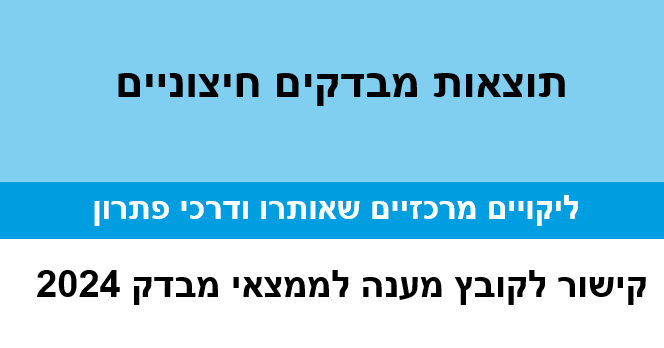 תוצאות מבדקים חיצוניים
ליקויים מרכזיים שאותרו ודרכי פתרון
קישור לקובץ מענה לממצאי מבדק 2024